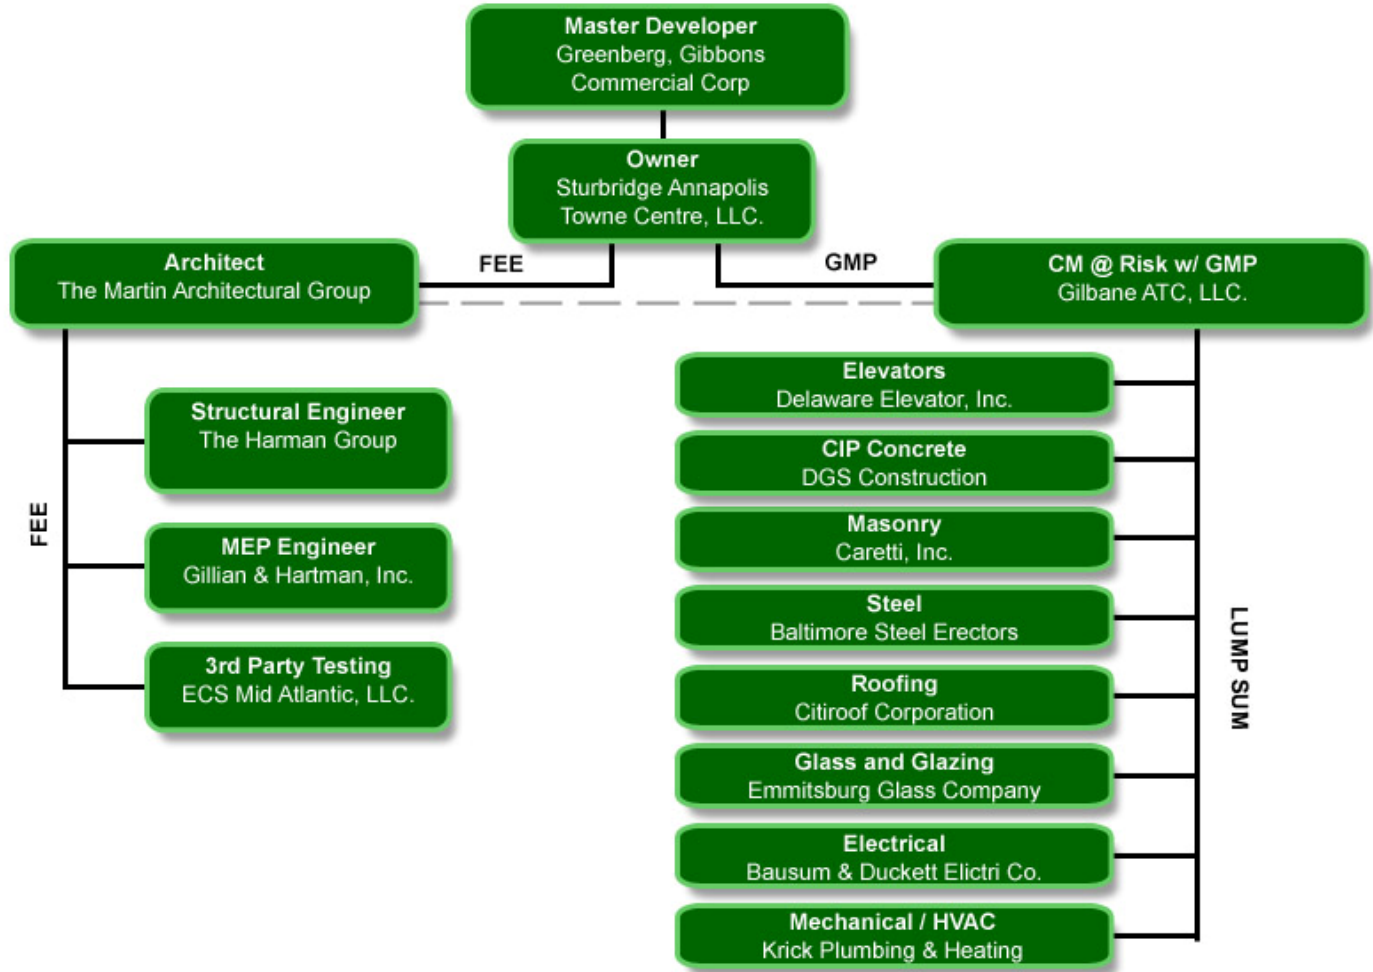 Master Developer
Greenberg, Gibbons
Commercial Corp
Owner
Sturbridge Annapolis
Towne Centre, LLC.
FEE
GMP
Architect
The Martin Architectural Group
CM @ Risk w/ GMP
Gilbane ATC, LLC.
FEE
Structural Engineer
The Harman Group
MEP Engineer
Gillian & Hartman, Inc.
3rd Party Testing
ECS Mid Atlantic, LLC.
Elevators
Delaware Elevator, Inc.
CIP Concrete
DGS Construction
Masonry
Caretti, Inc.
Steel
Baltimore Steel Erectors
Roofing
Citiroof Corporation
Glass and Glazing
Emmitsburg Glass Company
Electrical
Bausum & Duckett Elictri Co.
Mechanical / HVAC
Krick Plumbing & Heating
LUMP SUM